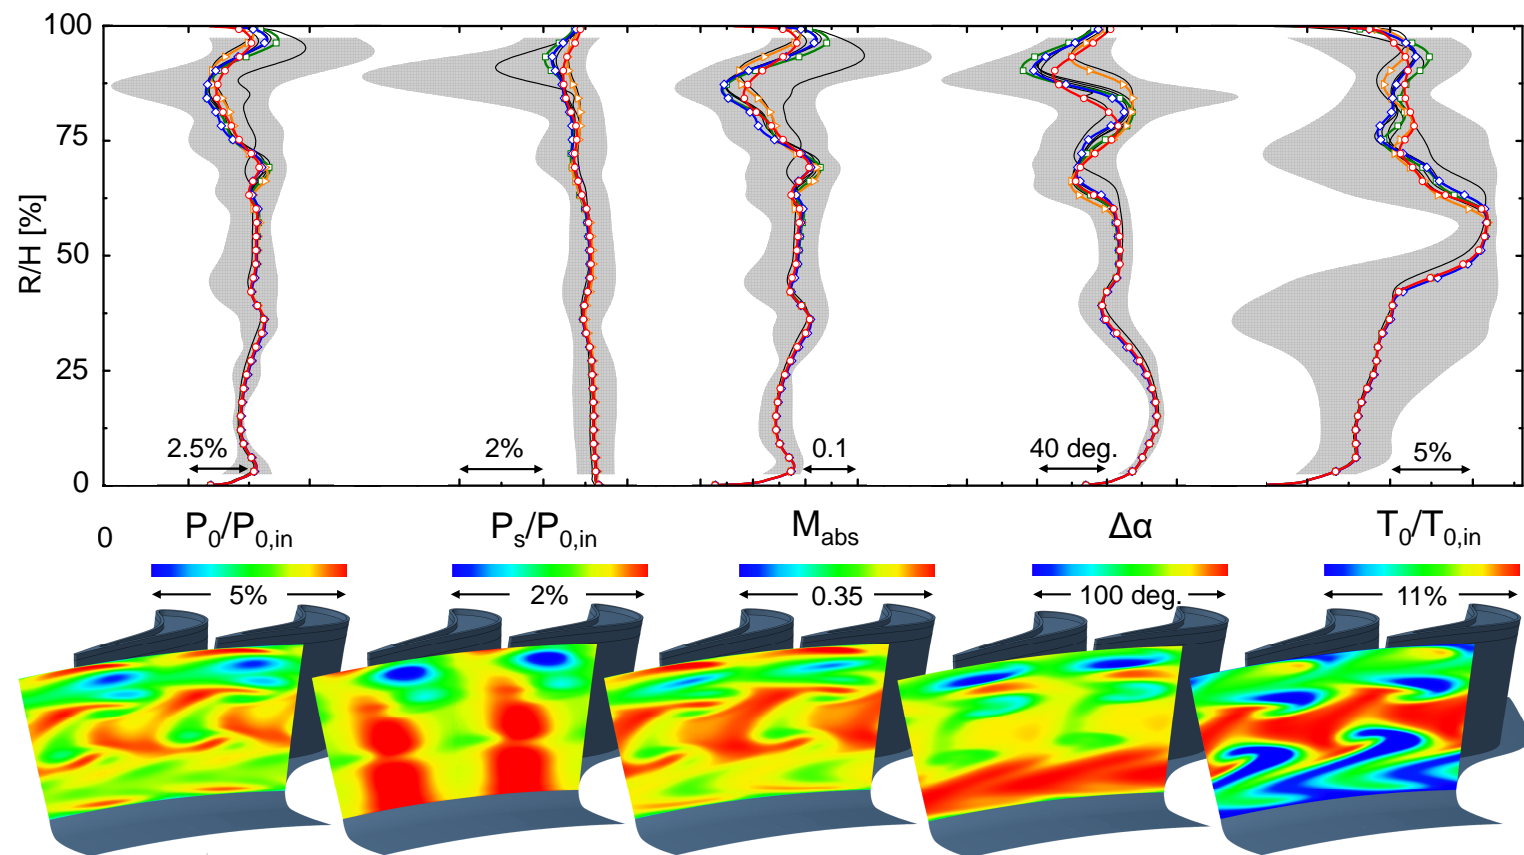 100
75
50
25
0
R/H [%]
2.5%
2%
0.1
40 deg.
5%
0
P0/P0,in
Ps/P0,in
Mabs
Δα
T0/T0,in
5%
2%
0.35
100 deg.
11%